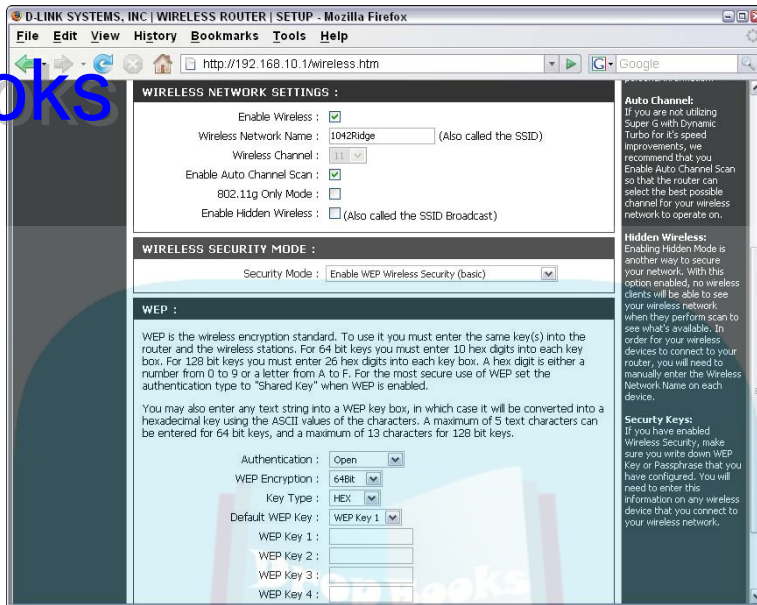 D-LINK SYSTEMS, INC | WIRELESS ROUTER | SETUP - Mozilla Firefox
File Edit View History Bookmarks Tools Help
http://192.168.10.1/wireless.htm
Google
oks
WIRELESS NETWORK SETTINGS :
Enable Wireless :
Wireless Network Name : 1042Ridge (Also called the SSID)
Wireless Channel : 11
Enable Auto Channel Scan :
802.11g Only Mode :
Enable Hidden Wireless : (Also called the SSID Broadcast)
WIRELESS SECURITY MODE :
Security Mode : Enable WEP Wireless Security (basic)
WEP :
WEP is the wireless encryption standard. To use it you must enter the same key(s) into the
router and the wireless stations. For 64 bit keys you must enter 10 hex digits into each key
box. For 128 bit keys you must enter 26 hex digits into each key box. A hex digit is either a
number from 0 to 9 or a letter from A to F. For the most secure use of WEP set the
authentication type to "Shared Key" when WEP is enabled.
You may also enter any text string into a WEP key box, in which case it will be converted into a
hexadecimal key using the ASCII values of the characters. A maximum of 5 text characters can
be entered for 64 bit keys, and a maximum of 13 characters for 128 bit keys.
Authentication : Open
WEP Encryption : 64Bit
Key Type : HEX
Default WEP Key : WEP Key 1
WEP Key 1 :
WEP Key 2 :
WEP Key 3 :
WEP Key 4 :
DropBooks
Auto Channel:
If you are not utilizing
Super G with Dynamic
Turbo for it's speed
improvements, we
recommend that you
Enable Auto Channel Scan
so that the router can
select the best possible
channel for your wireless
network to operate on.
Hidden Wireless:
Enabling Hidden Mode is
another way to secure
your network. With this
option enabled, no wireless
clients will be able to see
your wireless network
when they perform scan to
see what's available. In
order for your wireless
devices to connect to your
router, you will need to
manually enter the Wireless
Network Name on each
device.
Securty Keys:
If you have enabled
Wireless Security, make
sure you write down WEP
Key or Passphrase that you
have configured. You will
need to enter this
information on any wireless
device that you connect to
your wireless network.